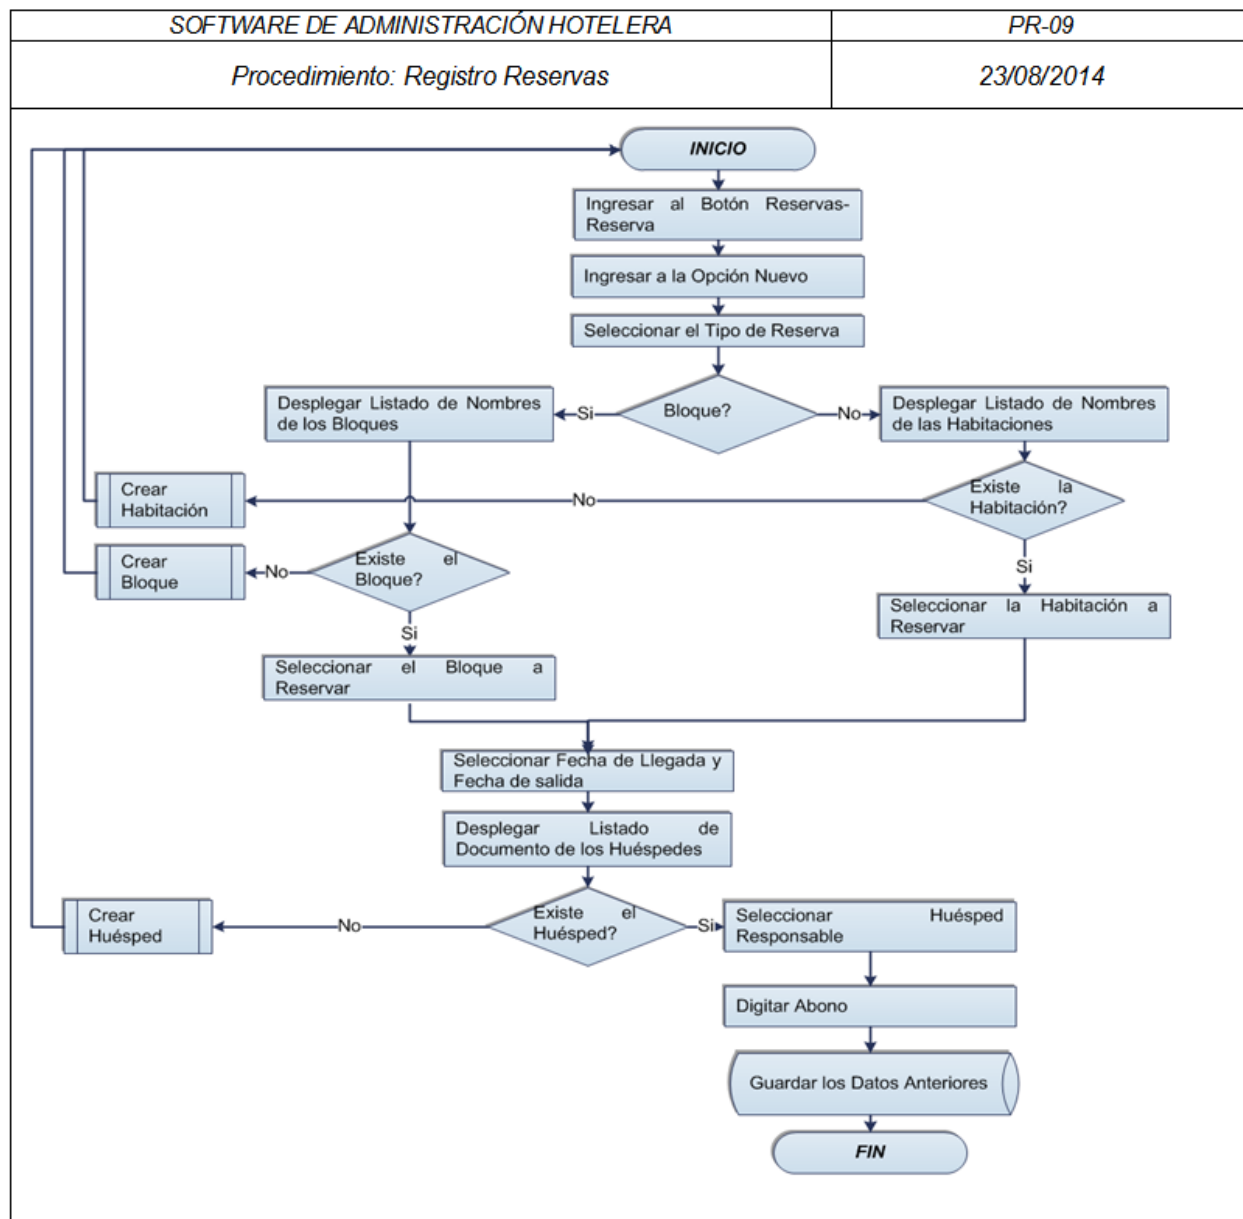 SOFTWARE DE ADMINISTRACIÓN HOTELERA
PR-09
Procedimiento: Registro Reservas
23/08/2014
INICIO
Ingresar al Botón Reservas-
Reserva
Ingresar a la Opción Nuevo
Seleccionar el Tipo de Reserva
Bloque?
Si
No
Desplegar Listado de Nombres
de los Bloques
Desplegar Listado de Nombres
de las Habitaciones
Existe la
Habitación?
No
Crear
Habitación
Si
Existe el
Bloque?
No
Crear
Bloque
Si
Seleccionar la Habitación a
Reservar
Seleccionar el Bloque a
Reservar
Seleccionar Fecha de Llegada y
Fecha de salida
Desplegar Listado de
Documento de los Huéspedes
Existe el
Huésped?
No
Crear
Huésped
Si
Seleccionar Huésped
Responsable
Digitar Abono
Guardar los Datos Anteriores
FIN